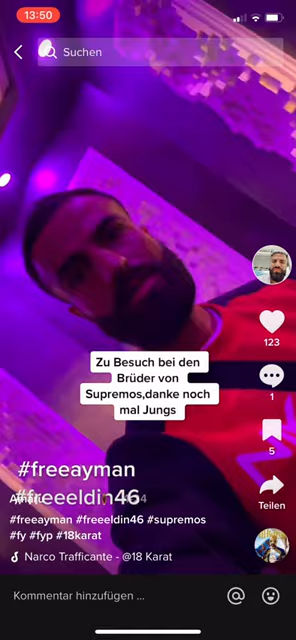 13:50
Suchen
Zu Besuch bei den
Brüder von
Supremos,danke noch
mal Jungs
123
1
5
Teilen
#freeayman
#freeeldin46
#freeayman #freeeldin46 #supremos
#fy #fyp #18karat
Narco Trafficante - @18 Karat
Kommentar hinzufügen ...